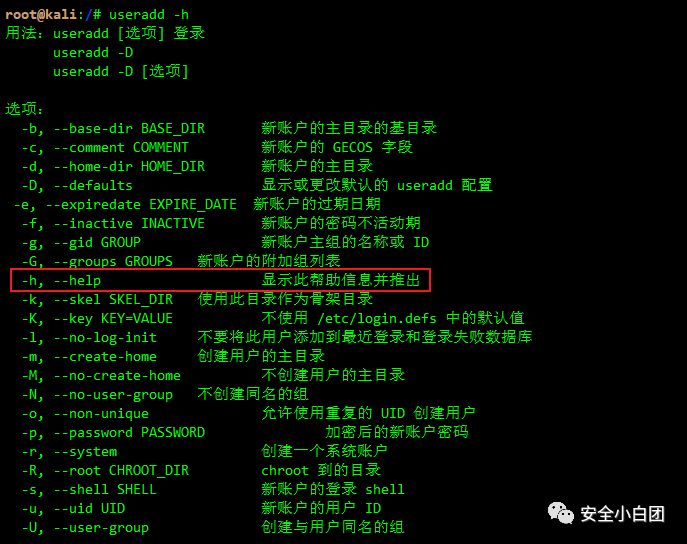 root@kali:/# useradd -h
用法：useradd [选项] 登录
useradd -D
useradd -D [选项]
选项：
-b, --base-dir BASE_DIR 新账户的主目录的基目录
-c, --comment COMMENT 新账户的 GECOS 字段
-d, --home-dir HOME_DIR 新账户的主目录
-D, --defaults 显示或更改默认的 useradd 配置
-e, --expiredate EXPIRE_DATE 新账户的过期日期
-f, --inactive INACTIVE 新账户的密码不活动期
-g, --gid GROUP 新账户主组的名称或 ID
-G, --groups GROUPS 新账户的附加组列表
-h, --help 显示此帮助信息并推出
-k, --skel SKEL_DIR 使用此目录作为骨架目录
-K, --key KEY=VALUE 不使用 /etc/login.defs 中的默认值
-l, --no-log-init 不要将此用户添加到最近登录和登录失败数据库
-m, --create-home 创建用户的主目录
-M, --no-create-home 不创建用户的主目录
-N, --no-user-group 不创建同名的组
-o, --non-unique 允许使用重复的 UID 创建用户
-p, --password PASSWORD 加密后的新账户密码
-r, --system 创建一个系统账户
-R, --root CHROOT_DIR chroot 到的目录
-s, --shell SHELL 新账户的登录 shell
-u, --uid UID 新账户的用户 ID
-U, --user-group 创建与用户同名的组
安全小白团